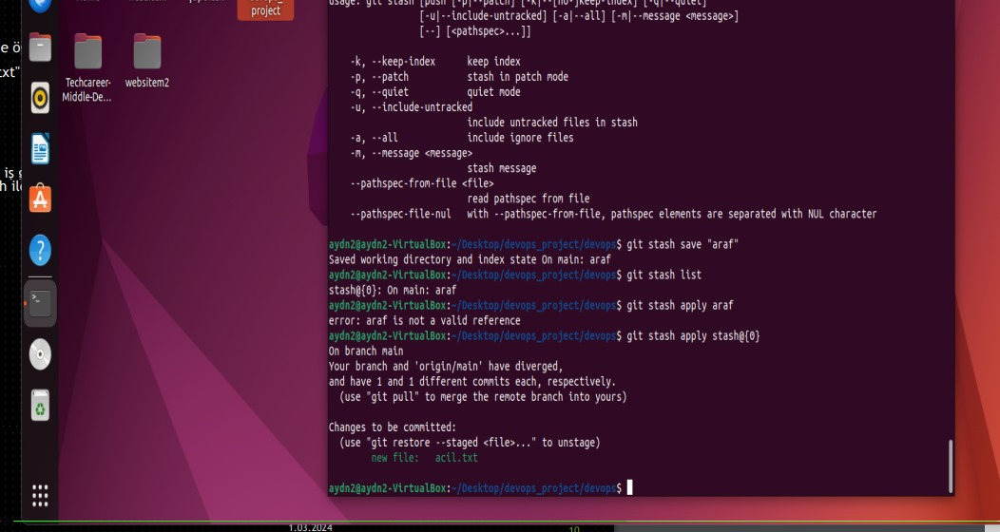 e ö
txt"
iş g
h ile
project
Techcareer-
Middle-De...
websitem2
usage: git stash [push [-p|--patch] [-k|--[no-]keep-index] [-q|--quiet]
[-u|--include-untracked] [-a|--all] [-m|--message <message>]
[--] [<pathspec>...]]
-k, --keep-index keep index
-p, --patch stash in patch mode
-q, --quiet quiet mode
-u, --include-untracked
include untracked files in stash
-a, --all include ignore files
-m, --message <message>
stash message
--pathspec-from-file <file>
read pathspec from file
--pathspec-file-nul with --pathspec-from-file, pathspec elements are separated with NUL character
aydn2@aydn2-VirtualBox:~/Desktop/devops_project/devops$ git stash save "araf"
Saved working directory and index state On main: araf
aydn2@aydn2-VirtualBox:~/Desktop/devops_project/devops$ git stash list
stash@{0}: On main: araf
aydn2@aydn2-VirtualBox:~/Desktop/devops_project/devops$ git stash apply araf
error: araf is not a valid reference
aydn2@aydn2-VirtualBox:~/Desktop/devops_project/devops$ git stash apply stash@{0}
On branch main
Your branch and 'origin/main' have diverged,
and have 1 and 1 different commits each, respectively.
(use "git pull" to merge the remote branch into yours)
Changes to be committed:
(use "git restore --staged <file>..." to unstage)
new file: acil.txt
aydn2@aydn2-VirtualBox:~/Desktop/devops_project/devops$
1.03.2024
10